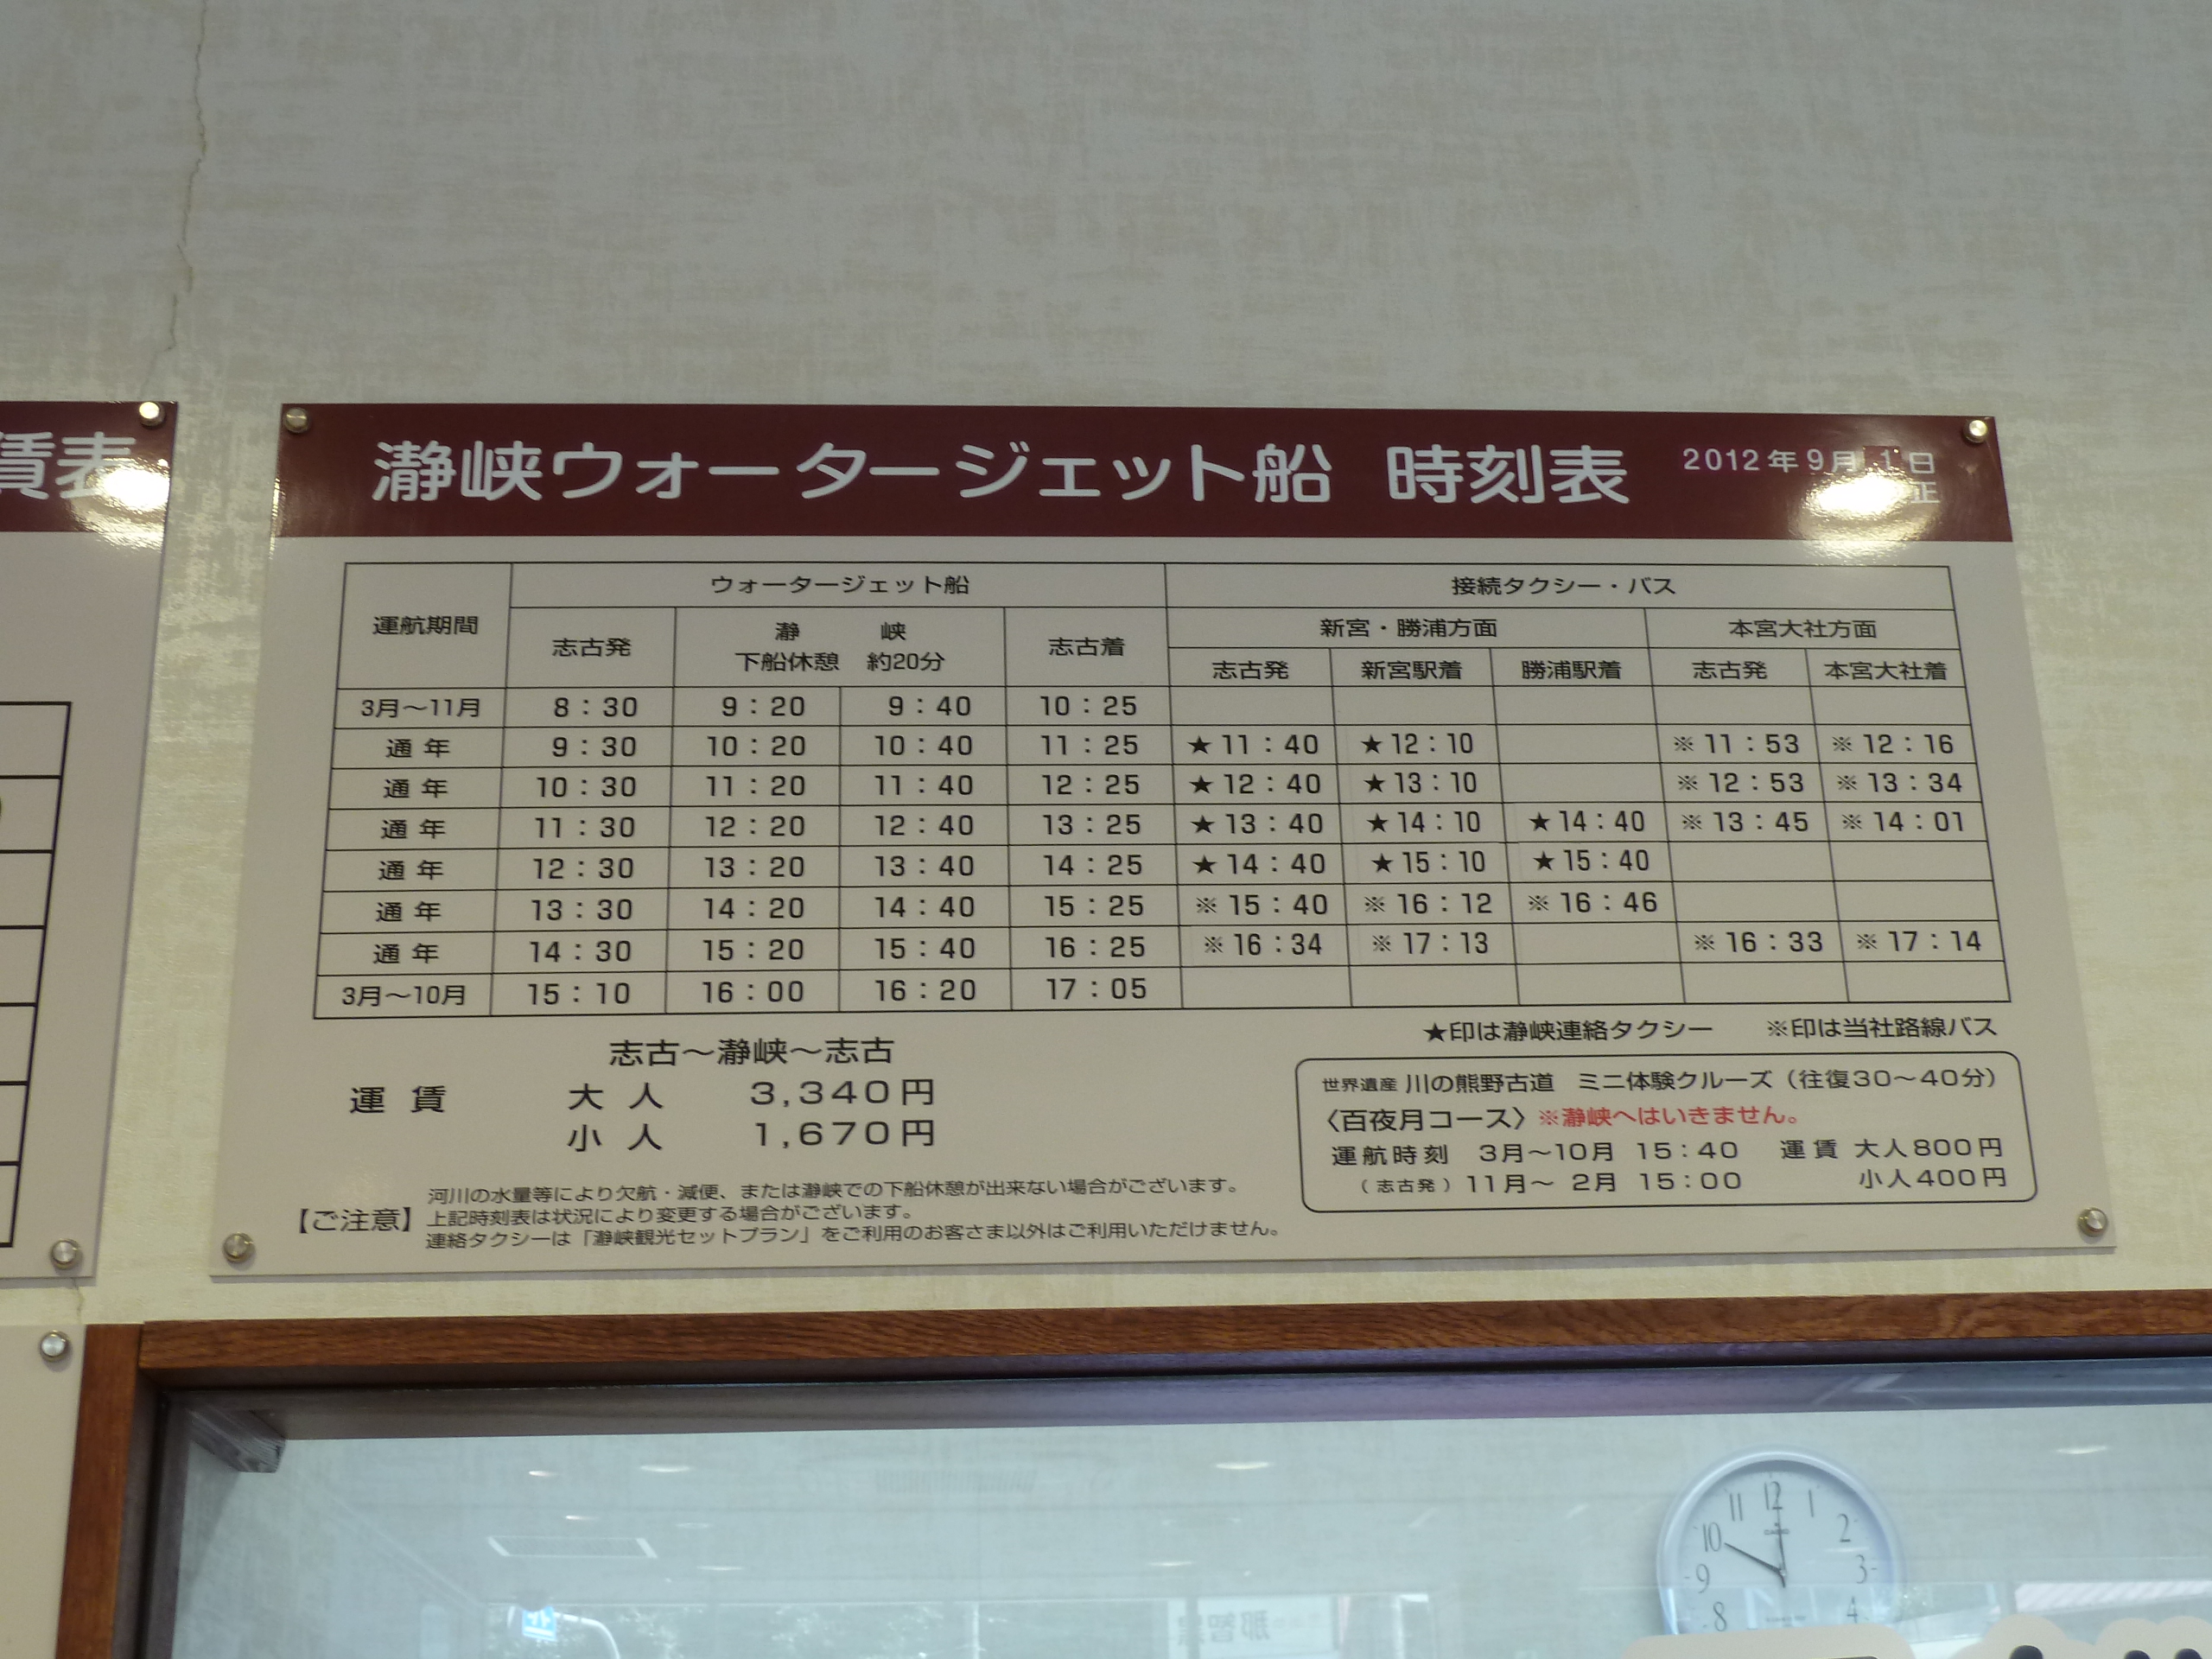 賃表
瀞峡ウォータージェット船 時刻表 2012年9月1日
正
運航期間 ウォータージェット船 接続タクシー・バス
志古発 瀞峡 下船休憩 約20分 志古着 新宮・勝浦方面 本宮大社方面
志古発 新宮駅着 勝浦駅着 志古発 本宮大社着
3月～11月 8:30 9:20 9:40 10:25
通年 9:30 10:20 10:40 11:25 ★11:40 ★12:10 ※11:53 ※12:16
通年 10:30 11:20 11:40 12:25 ★12:40 ★13:10 ※12:53 ※13:34
通年 11:30 12:20 12:40 13:25 ★13:40 ★14:10 ★14:40 ※13:45 ※14:01
通年 12:30 13:20 13:40 14:25 ★14:40 ★15:10 ★15:40
通年 13:30 14:20 14:40 15:25 ※15:40 ※16:12 ※16:46
通年 14:30 15:20 15:40 16:25 ※16:34 ※17:13 ※16:33 ※17:14
3月～10月 15:10 16:00 16:20 17:05
★印は瀞峡連絡タクシー ※印は当社路線バス
志古～瀞峡～志古
運賃 大人 3,340円
小人 1,670円
世界遺産 川の熊野古道 ミニ体験クルーズ（往復30～40分）
〈百夜月コース〉※瀞峡へはいきません。
運航時刻 3月～10月 15:40 運賃 大人800円
（志古発）11月～ 2月 15:00 小人400円
河川の水量等により欠航・減便、または瀞峡での下船休憩が出来ない場合がございます。
【ご注意】上記時刻表は状況により変更する場合がございます。
連絡タクシーは「瀞峡観光セットプラン」をご利用のお客さま以外はご利用いただけません。
11 12 1
10 2
9 3
8 4
CASIO